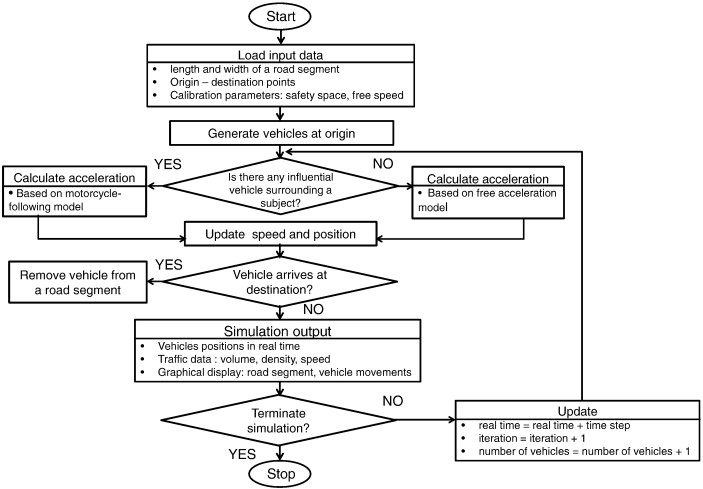 Start
Load input data
• length and width of a road segment
• Origin – destination points
• Calibration parameters: safety space, free speed
Generate vehicles at origin
YES
NO
Is there any influential
vehicle surrounding a
subject?
Calculate acceleration
• Based on motorcycle-
following model
Calculate acceleration
• Based on free acceleration
model
Update speed and position
YES
Remove vehicle from
a road segment
Vehicle arrives at
destination?
NO
Simulation output
• Vehicles positions in real time
• Traffic data : volume, density, speed
• Graphical display: road segment, vehicle movements
Terminate
simulation?
NO
Update
• real time = real time + time step
• iteration = iteration + 1
• number of vehicles = number of vehicles + 1
YES
Stop